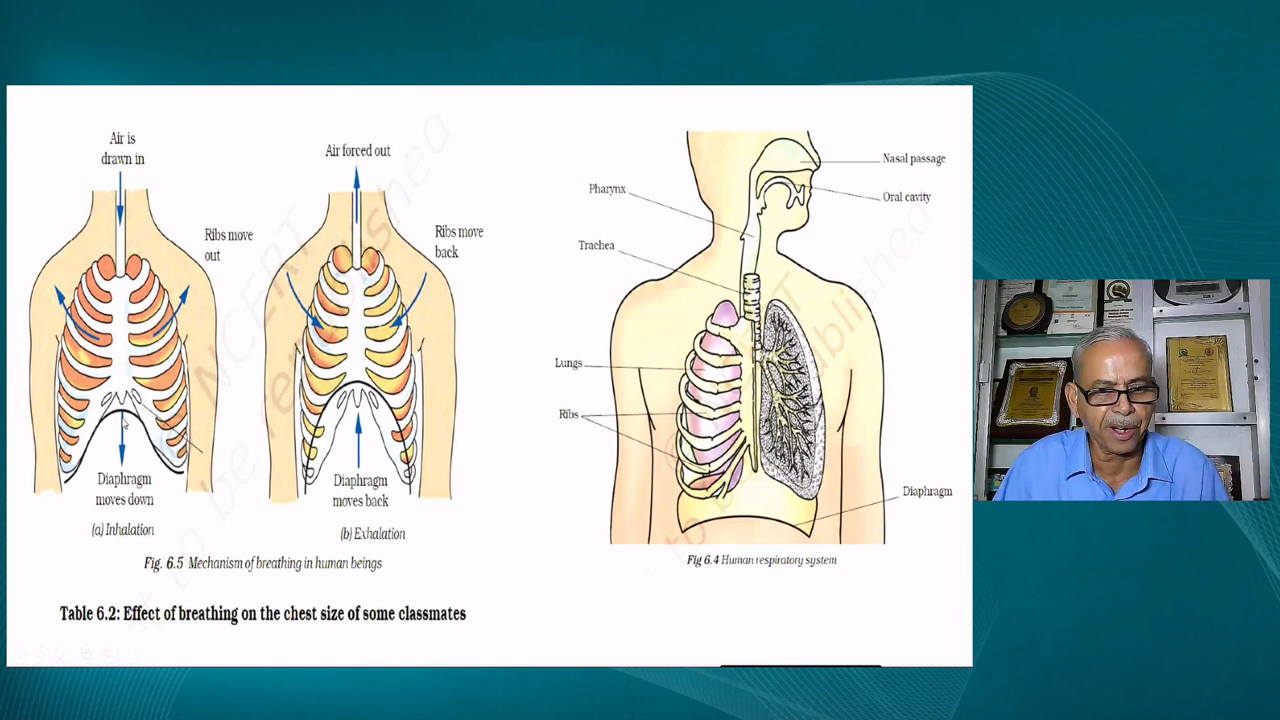 Air is
drawn in
Ribs move
out
Diaphragm
moves down
(a) Inhalation
Air forced out
Ribs move
back
Diaphragm
moves back
(b) Exhalation
Fig. 6.5 Mechanism of breathing in human beings
Nasal passage
Oral cavity
Pharynx
Trachea
Lungs
Ribs
Diaphragm
Fig 6.4 Human respiratory system
Table 6.2: Effect of breathing on the chest size of some classmates